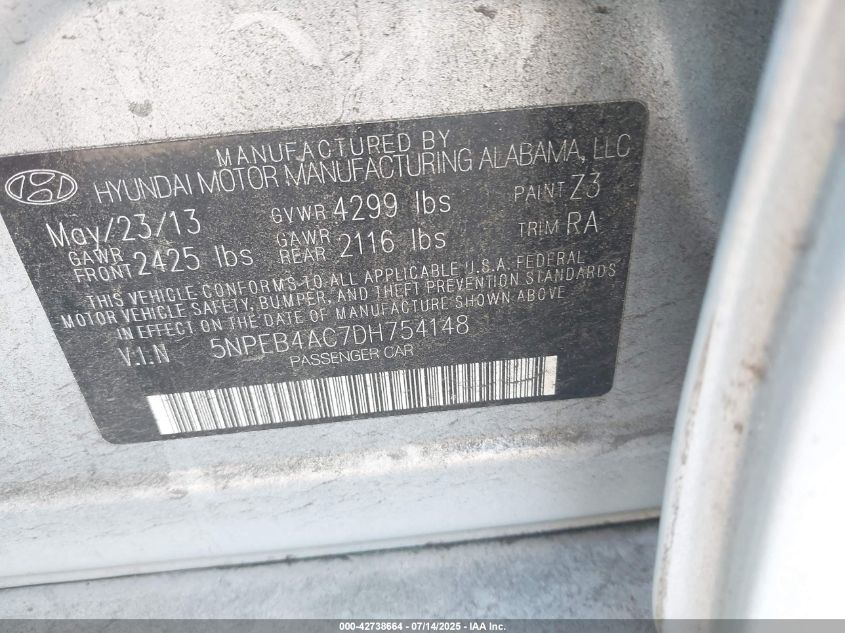 MANUFACTURED BY
HYUNDAI MOTOR MANUFACTURING ALABAMA, LLC
May/23/13 GVWR 4299 lbs PAINT Z3
GAWR FRONT 2425 lbs GAWR REAR 2116 lbs TRIM RA
THIS VEHICLE CONFORMS TO ALL APPLICABLE U.S.A. FEDERAL
MOTOR VEHICLE SAFETY, BUMPER, AND THEFT PREVENTION STANDARDS
IN EFFECT ON THE DATE OF MANUFACTURE SHOWN ABOVE
V.I.N 5NPEB4AC7DH754148
PASSENGER CAR
000-42738664 - 07/14/2025 - IAA Inc.